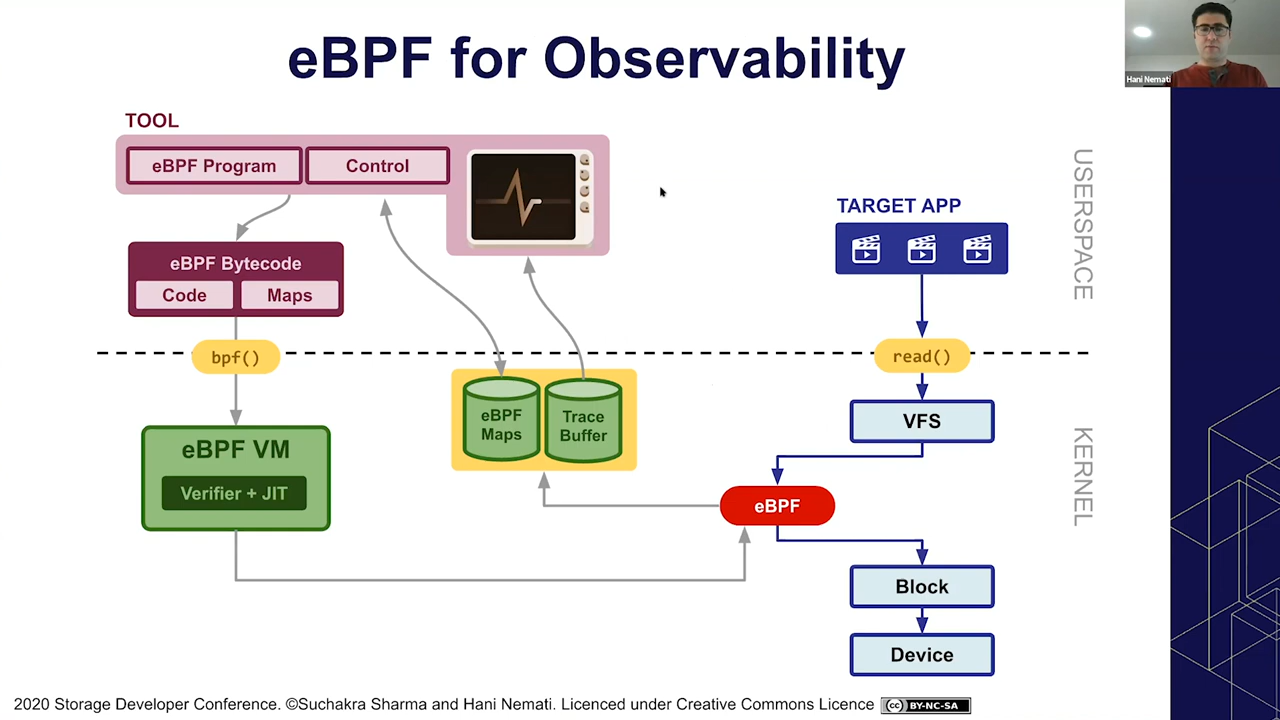 eBPF for Observability
Hani Nemati
TOOL
eBPF Program
Control
eBPF Bytecode
Code
Maps
bpf()
eBPF VM
Verifier + JIT
eBPF
Maps
Trace
Buffer
TARGET APP
read()
VFS
eBPF
Block
Device
USERSPACE
KERNEL
2020 Storage Developer Conference. ©Suchakra Sharma and Hani Nemati. Licenced under Creative Commons Licence
cc BY-NC-SA